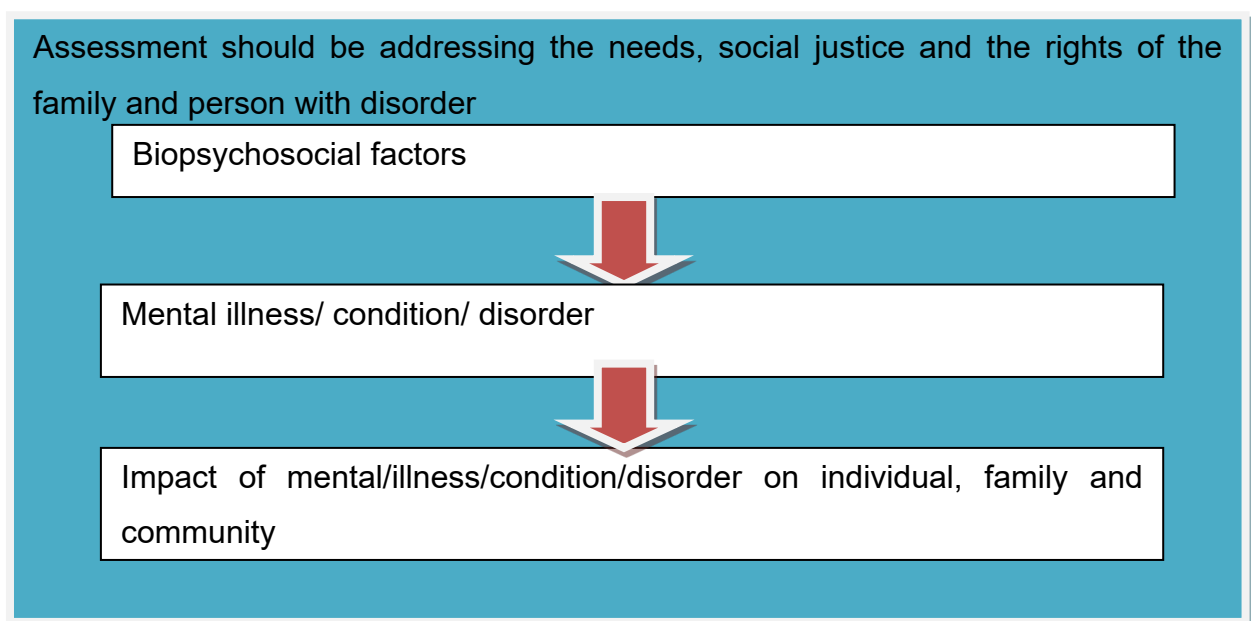 Assessment should be addressing the needs, social justice and the rights of the
family and person with disorder
Biopsychosocial factors
Mental illness/ condition/ disorder
Impact of mental/illness/condition/disorder on individual, family and
community